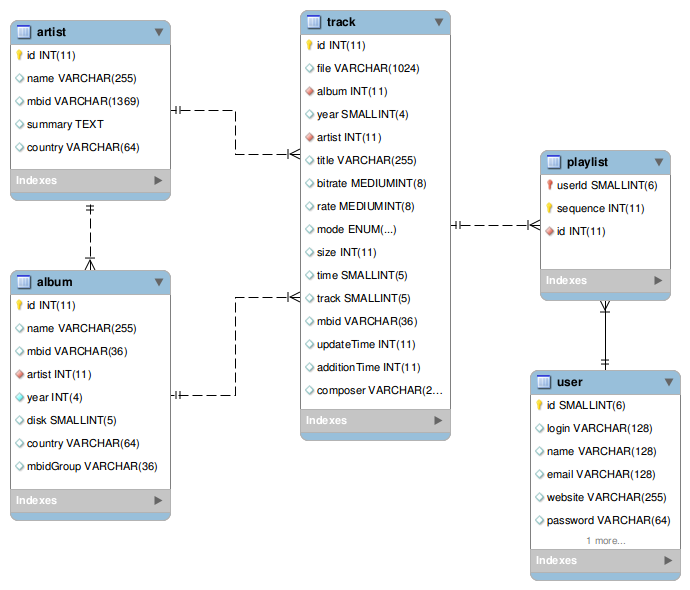 artist
id INT(11)
name VARCHAR(255)
mbid VARCHAR(1369)
summary TEXT
country VARCHAR(64)
Indexes
album
id INT(11)
name VARCHAR(255)
mbid VARCHAR(36)
artist INT(11)
year INT(4)
disk SMALLINT(5)
country VARCHAR(64)
mbidGroup VARCHAR(36)
Indexes
track
id INT(11)
file VARCHAR(1024)
album INT(11)
year SMALLINT(4)
artist INT(11)
title VARCHAR(255)
bitrate MEDIUMINT(8)
rate MEDIUMINT(8)
mode ENUM(...)
size INT(11)
time SMALLINT(5)
track SMALLINT(5)
mbid VARCHAR(36)
updateTime INT(11)
additionTime INT(11)
composer VARCHAR(2...
Indexes
playlist
userId SMALLINT(6)
sequence INT(11)
id INT(11)
Indexes
user
id SMALLINT(6)
login VARCHAR(128)
name VARCHAR(128)
email VARCHAR(128)
website VARCHAR(255)
password VARCHAR(64)
1 more...
Indexes